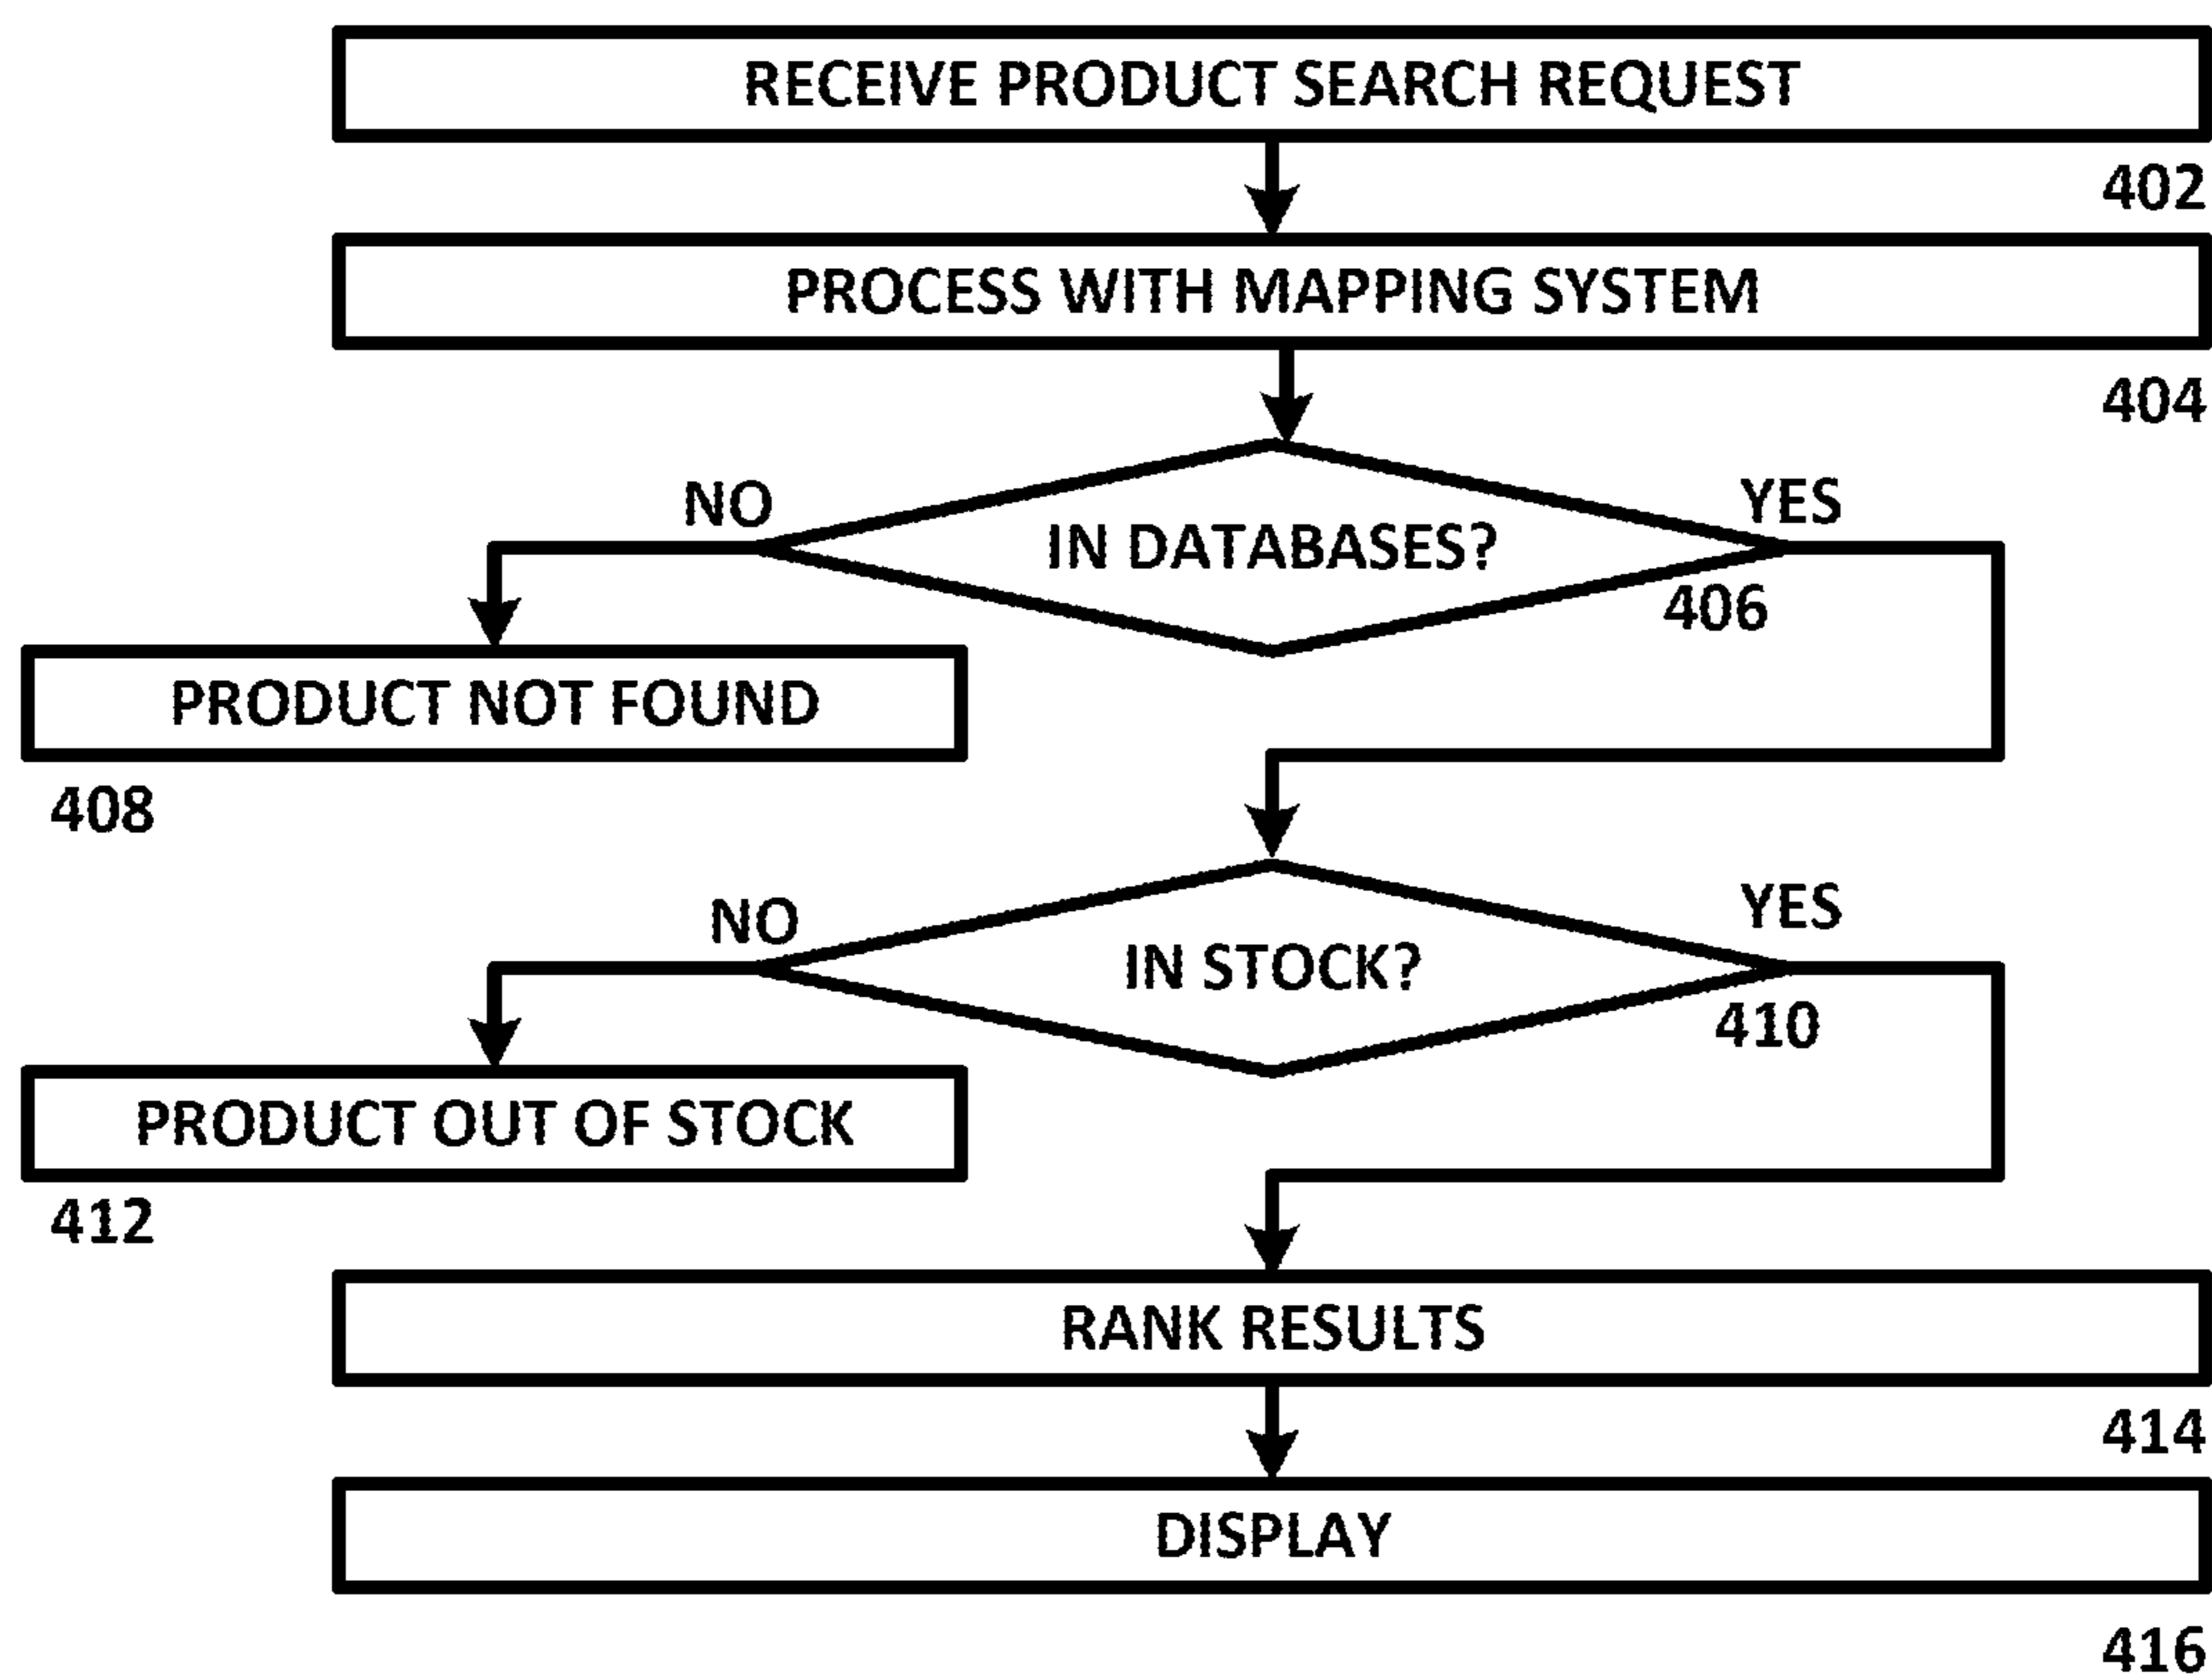 RECEIVE PRODUCT SEARCH REQUEST
402
PROCESS WITH MAPPING SYSTEM
404
NO
YES
IN DATABASES?
406
PRODUCT NOT FOUND
408
NO
YES
IN STOCK?
410
PRODUCT OUT OF STOCK
412
RANK RESULTS
414
DISPLAY
416